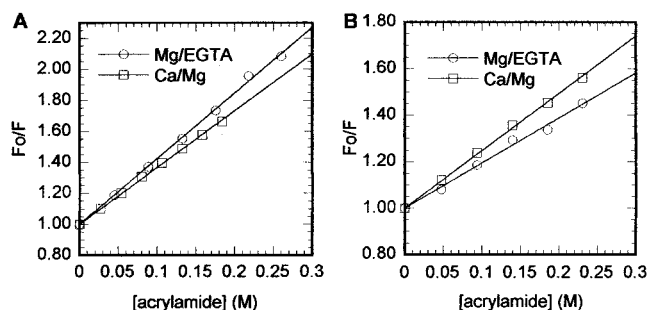 A
Mg/EGTA
Ca/Mg
Fo/F
2.20
2.00
1.80
1.60
1.40
1.20
1.00
0.80
0 0.05 0.1 0.15 0.2 0.25 0.3
[acrylamide] (M)
B
Mg/EGTA
Ca/Mg
Fo/F
1.80
1.60
1.40
1.20
1.00
0.80
0 0.05 0.1 0.15 0.2 0.25 0.3
[acrylamide] (M)